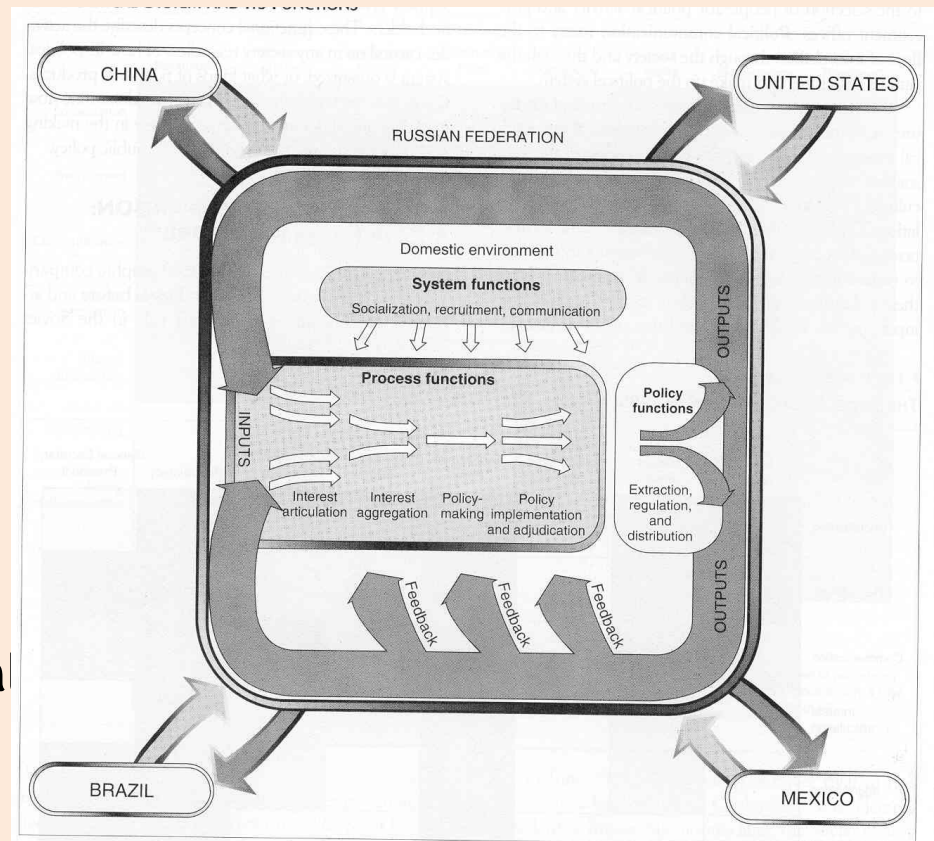 CHINA
UNITED STATES
RUSSIAN FEDERATION
Domestic environment
System functions
Socialization, recruitment, communication
Process functions
INPUTS
Interest
articulation
Interest
aggregation
Policy-
making
Policy
implementation
and adjudication
Policy
functions
Extraction,
regulation,
and
distribution
OUTPUTS
OUTPUTS
Feedback
Feedback
Feedback
BRAZIL
MEXICO